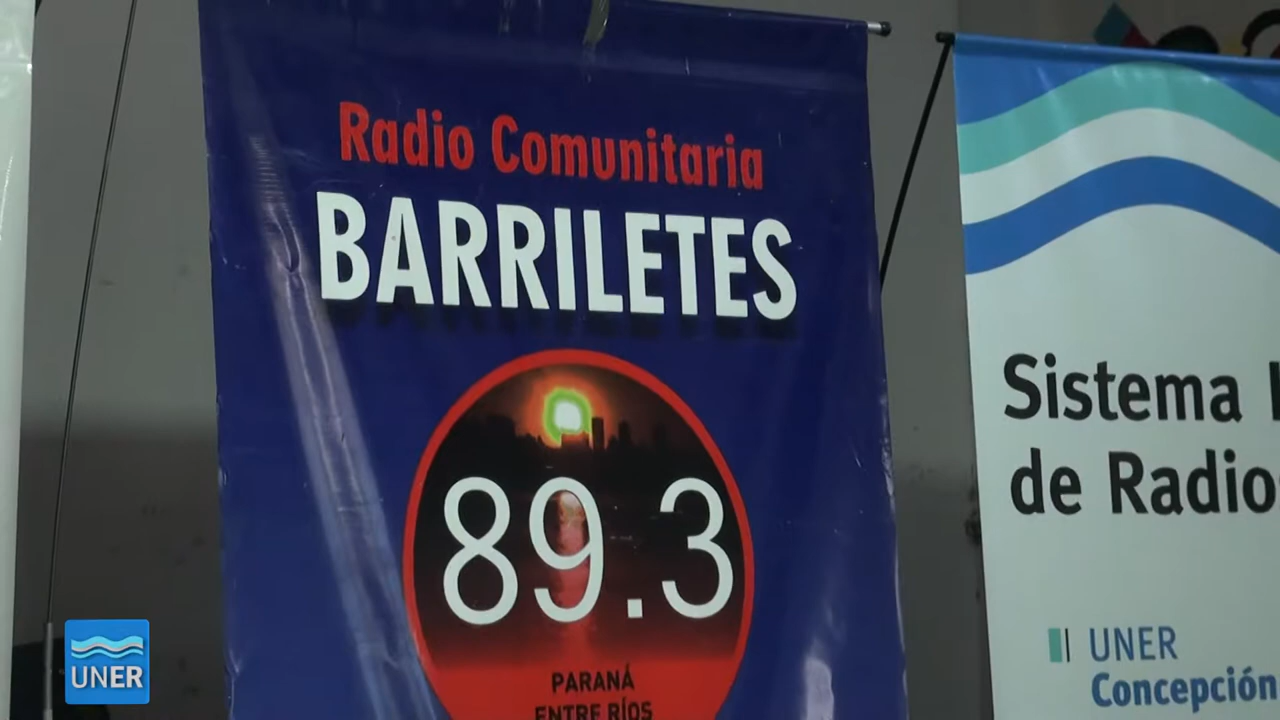 Radio Comunitaria
BARRILETES
89.3
PARANÁ
ENTRE RÍOS
Sistema
de Radio
UNER
Concepción
UNER